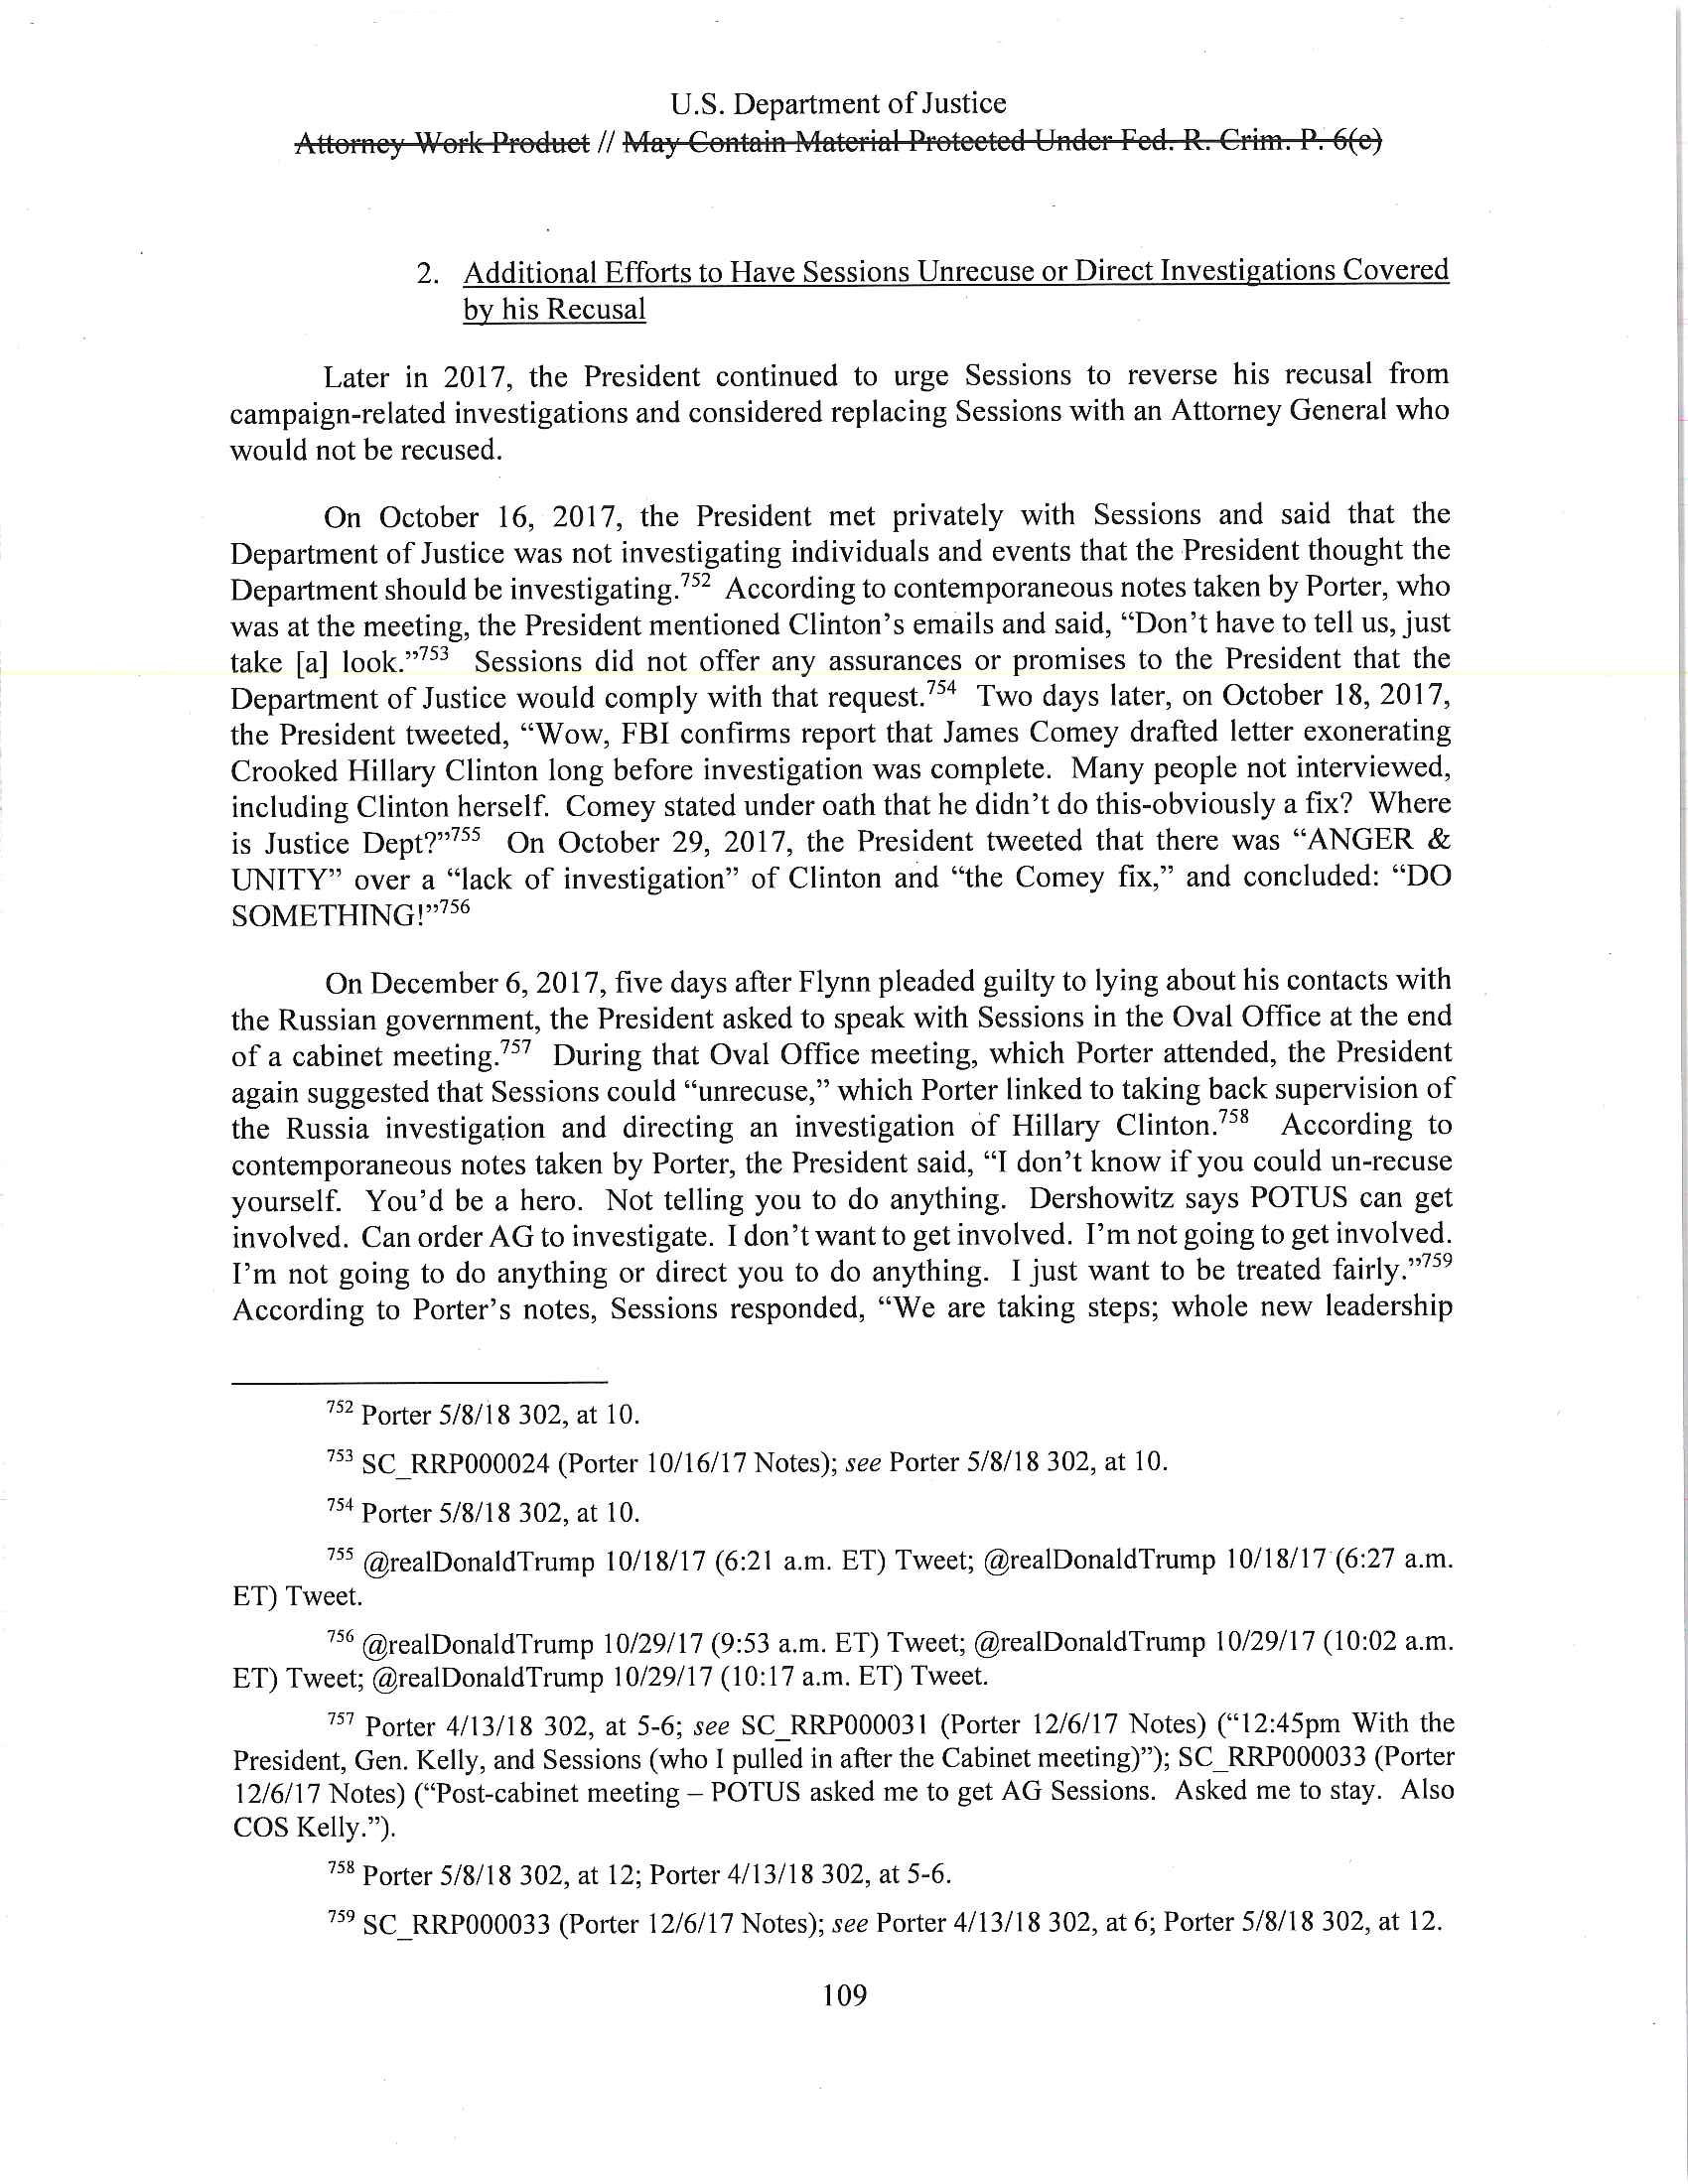 U.S. Department of Justice
Attorney Work Product // May Contain Material Protected Under Fed. R. Crim. P. 6(e)
2. Additional Efforts to Have Sessions Unrecuse or Direct Investigations Covered
by his Recusal
Later in 2017, the President continued to urge Sessions to reverse his recusal from
campaign-related investigations and considered replacing Sessions with an Attorney General who
would not be recused.
On October 16, 2017, the President met privately with Sessions and said that the
Department of Justice was not investigating individuals and events that the President thought the
Department should be investigating.752 According to contemporaneous notes taken by Porter, who
was at the meeting, the President mentioned Clinton's emails and said, “Don't have to tell us, just
take [a] look.”753 Sessions did not offer any assurances or promises to the President that the
Department of Justice would comply with that request.754 Two days later, on October 18, 2017,
the President tweeted, “Wow, FBI confirms report that James Comey drafted letter exonerating
Crooked Hillary Clinton long before investigation was complete. Many people not interviewed,
including Clinton herself. Comey stated under oath that he didn't do this-obviously a fix? Where
is Justice Dept?”755 On October 29, 2017, the President tweeted that there was “ANGER &
UNITY” over a “lack of investigation” of Clinton and “the Comey fix,” and concluded: “DO
SOMETHING!”756
On December 6, 2017, five days after Flynn pleaded guilty to lying about his contacts with
the Russian government, the President asked to speak with Sessions in the Oval Office at the end
of a cabinet meeting.757 During that Oval Office meeting, which Porter attended, the President
again suggested that Sessions could “unrecuse,” which Porter linked to taking back supervision of
the Russia investigation and directing an investigation of Hillary Clinton.758 According to
contemporaneous notes taken by Porter, the President said, “I don't know if you could un-recuse
yourself. You'd be a hero. Not telling you to do anything. Dershowitz says POTUS can get
involved. Can order AG to investigate. I don't want to get involved. I'm not going to get involved.
I'm not going to do anything or direct you to do anything. I just want to be treated fairly.”759
According to Porter's notes, Sessions responded, “We are taking steps; whole new leadership
752 Porter 5/8/18 302, at 10.
753 SC_RRP000024 (Porter 10/16/17 Notes); see Porter 5/8/18 302, at 10.
754 Porter 5/8/18 302, at 10.
755 @realDonaldTrump 10/18/17 (6:21 a.m. ET) Tweet; @realDonaldTrump 10/18/17 (6:27 a.m.
ET) Tweet.
756 @realDonaldTrump 10/29/17 (9:53 a.m. ET) Tweet; @realDonaldTrump 10/29/17 (10:02 a.m.
ET) Tweet; @realDonaldTrump 10/29/17 (10:17 a.m. ET) Tweet.
757 Porter 4/13/18 302, at 5-6; see SC_RRP000031 (Porter 12/6/17 Notes) (“12:45pm With the
President, Gen. Kelly, and Sessions (who I pulled in after the Cabinet meeting)”); SC_RRP000033 (Porter
12/6/17 Notes) (“Post-cabinet meeting – POTUS asked me to get AG Sessions. Asked me to stay. Also
COS Kelly.”).
758 Porter 5/8/18 302, at 12; Porter 4/13/18 302, at 5-6.
759 SC_RRP000033 (Porter 12/6/17 Notes); see Porter 4/13/18 302, at 6; Porter 5/8/18 302, at 12.
109